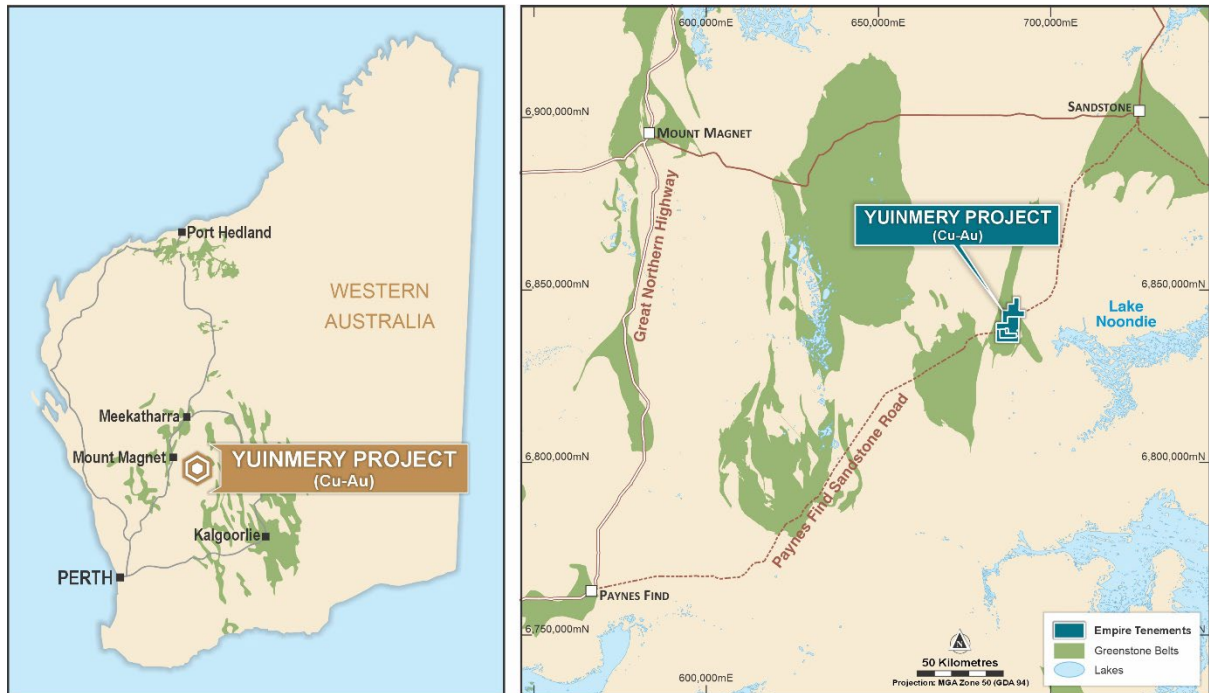 Port Hedland
WESTERN
AUSTRALIA
Meekatharra
Mount Magnet
YUINMERY PROJECT
(Cu-Au)
Kalgoorlie
PERTH
600,000mE
650,000mE
700,000mE
6,900,000mN
SANDSTONE
MOUNT MAGNET
Great Northern Highway
YUINMERY PROJECT
(Cu-Au)
6,850,000mN
6,850,000mN
Lake
Noondie
6,800,000mN
6,800,000mN
Paynes Find Sandstone Road
PAYNES FIND
6,750,000mN
6,750,000mN
N
50 Kilometres
Projection: MGA Zone 50 (GDA 94)
600,000mE
Empire Tenements
Greenstone Belts
Lakes